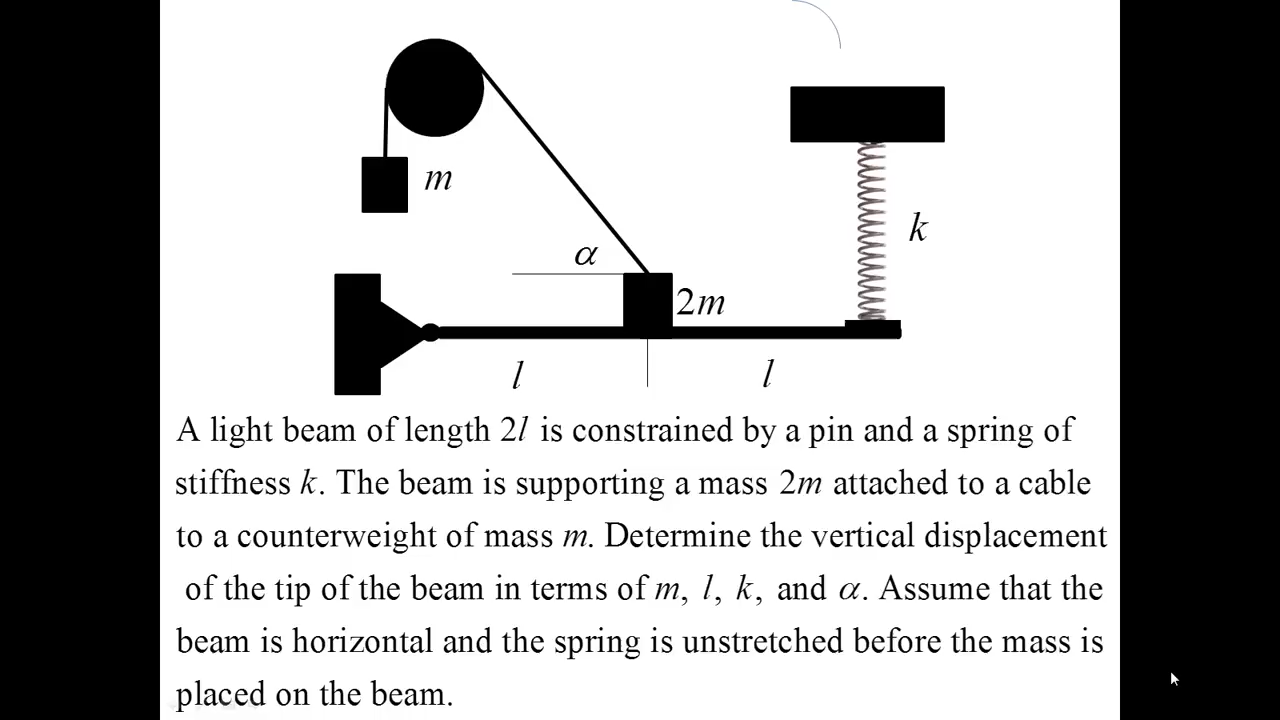 m
k
α
2m
l l
A light beam of length 2l is constrained by a pin and a spring of
stiffness k. The beam is supporting a mass 2m attached to a cable
to a counterweight of mass m. Determine the vertical displacement
of the tip of the beam in terms of m, l, k, and α. Assume that the
beam is horizontal and the spring is unstretched before the mass is
placed on the beam.